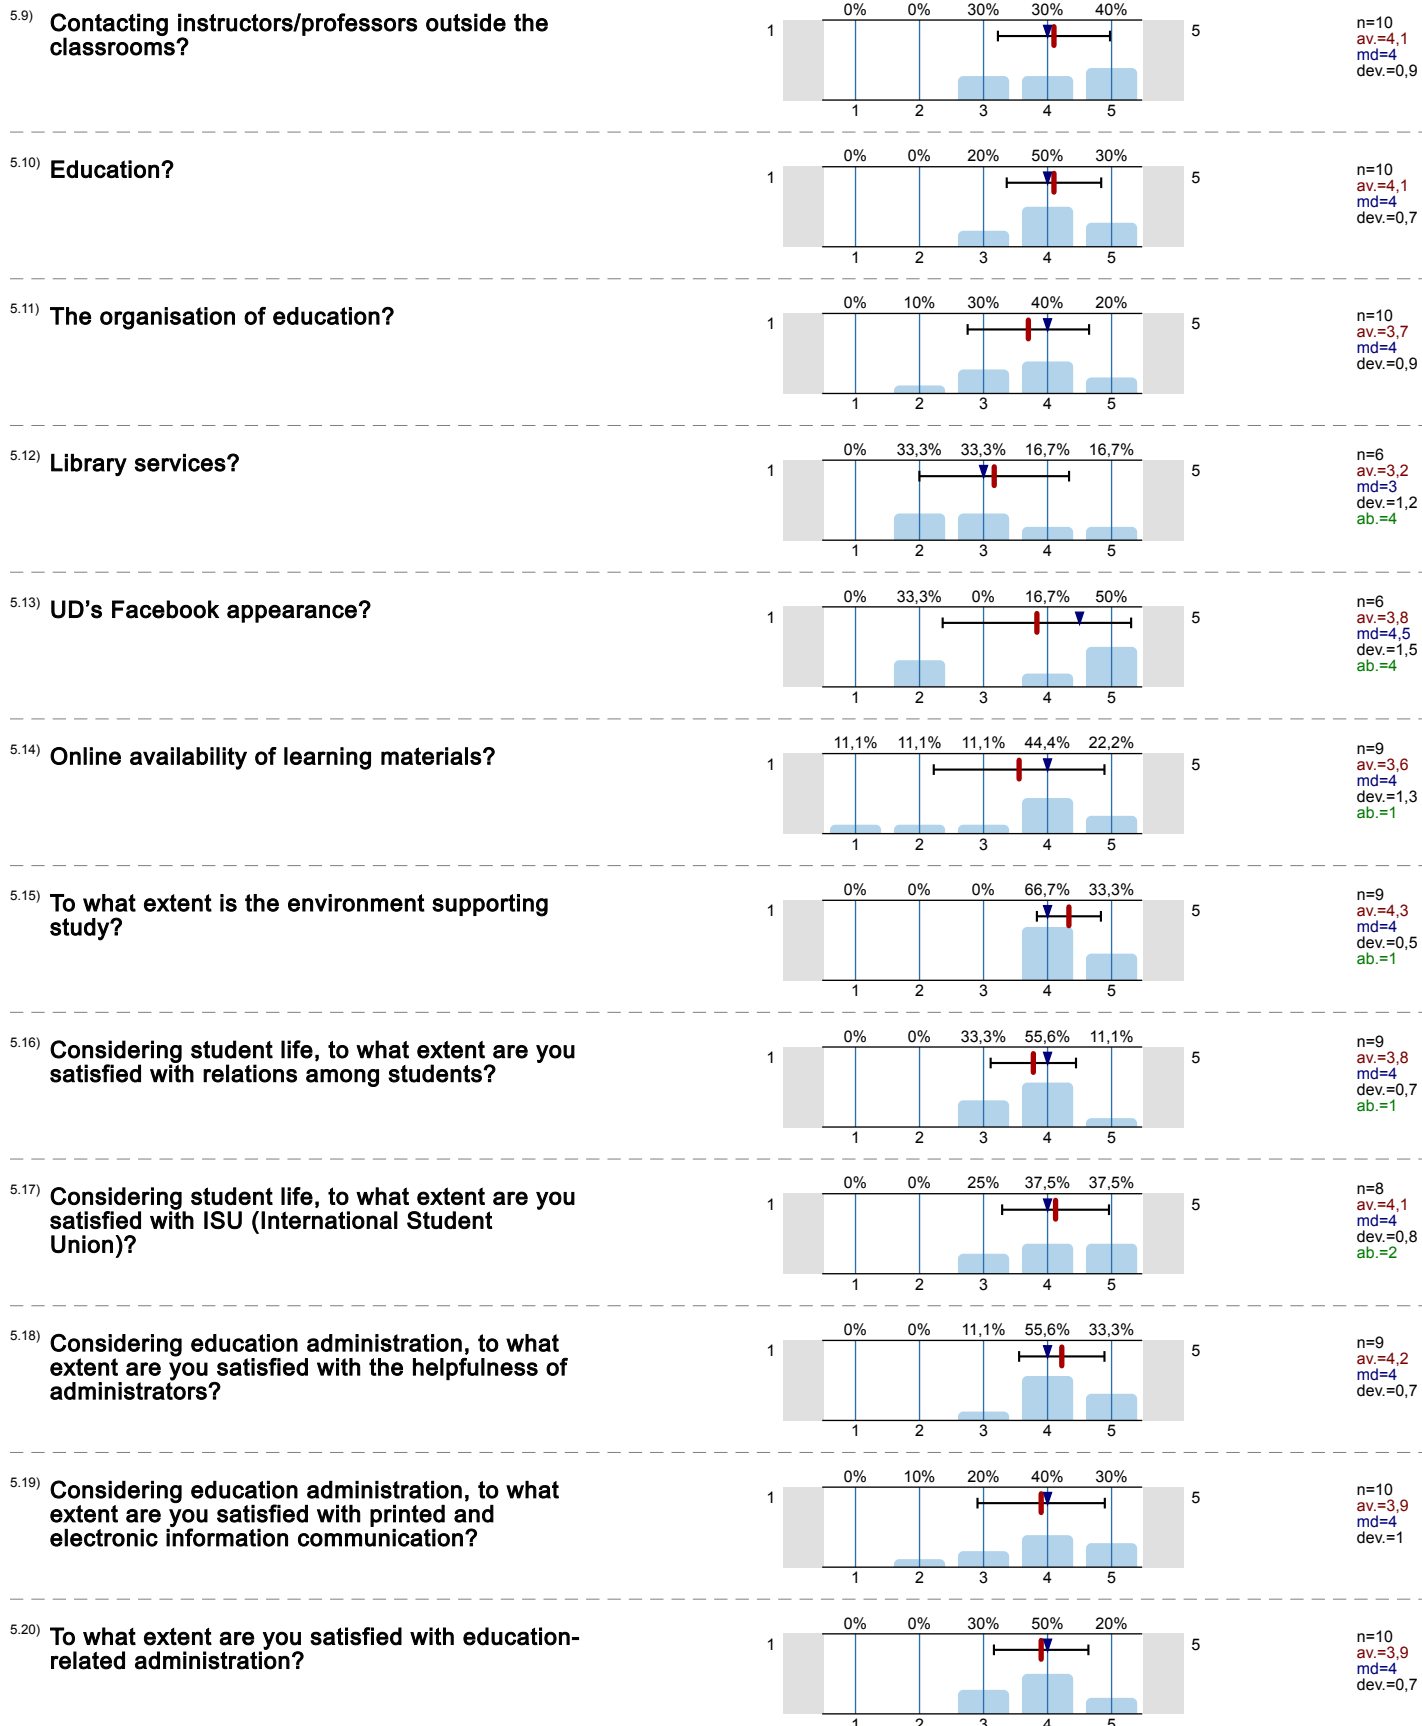 5.9) Contacting instructors/professors outside the
classrooms?
0% 0% 30% 30% 40%
1 5
1 2 3 4 5
n=10
av.=4,1
md=4
dev.=0,9
5.10) Education?
0% 0% 20% 50% 30%
1 5
1 2 3 4 5
n=10
av.=4,1
md=4
dev.=0,7
5.11) The organisation of education?
0% 10% 30% 40% 20%
1 5
1 2 3 4 5
n=10
av.=3,7
md=4
dev.=0,9
5.12) Library services?
0% 33,3% 33,3% 16,7% 16,7%
1 5
1 2 3 4 5
n=6
av.=3,2
md=3
dev.=1,2
ab.=4
5.13) UD’s Facebook appearance?
0% 33,3% 0% 16,7% 50%
1 5
1 2 3 4 5
n=6
av.=3,8
md=4,5
dev.=1,5
ab.=4
5.14) Online availability of learning materials?
11,1% 11,1% 11,1% 44,4% 22,2%
1 5
1 2 3 4 5
n=9
av.=3,6
md=4
dev.=1,3
ab.=1
5.15) To what extent is the environment supporting
study?
0% 0% 0% 66,7% 33,3%
1 5
1 2 3 4 5
n=9
av.=4,3
md=4
dev.=0,5
ab.=1
5.16) Considering student life, to what extent are you
satisfied with relations among students?
0% 0% 33,3% 55,6% 11,1%
1 5
1 2 3 4 5
n=9
av.=3,8
md=4
dev.=0,7
ab.=1
5.17) Considering student life, to what extent are you
satisfied with ISU (International Student
Union)?
0% 0% 25% 37,5% 37,5%
1 5
1 2 3 4 5
n=8
av.=4,1
md=4
dev.=0,8
ab.=2
5.18) Considering education administration, to what
extent are you satisfied with the helpfulness of
administrators?
0% 0% 11,1% 55,6% 33,3%
1 5
1 2 3 4 5
n=9
av.=4,2
md=4
dev.=0,7
5.19) Considering education administration, to what
extent are you satisfied with printed and
electronic information communication?
0% 10% 20% 40% 30%
1 5
1 2 3 4 5
n=10
av.=3,9
md=4
dev.=1
5.20) To what extent are you satisfied with education-
related administration?
0% 0% 30% 50% 20%
1 5
1 2 3 4 5
n=10
av.=3,9
md=4
dev.=0,7